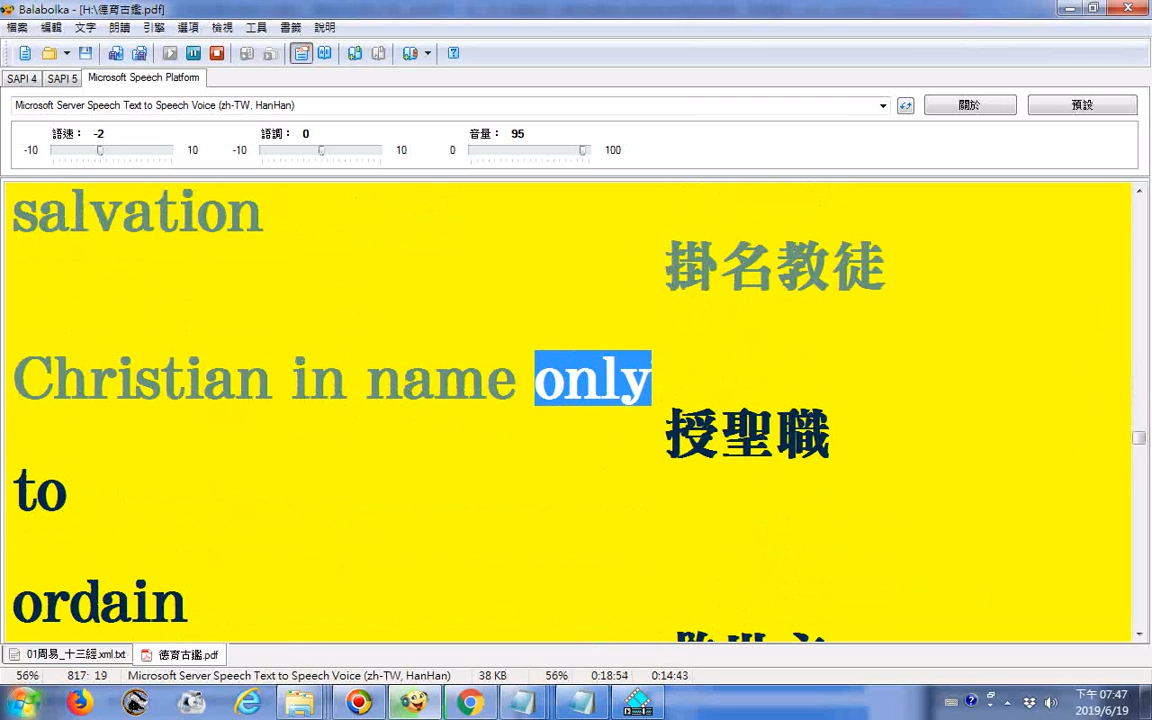 Balabolka - [H:\德育古鑑.pdf]
檔案 編輯 文字 朗讀 引擎 選項 檢視 工具 書籤 說明
SAPI 4 SAPI 5 Microsoft Speech Platform
Microsoft Server Speech Text to Speech Voice (zh-TW, HanHan) 關於 預設
語速： -2 語調： 0 音量： 95
-10 10 -10 10 0 100
salvation
掛名教徒
Christian in name only
授聖職
to
ordain
01周易_十三經.xml.txt 德育古鑑.pdf
56% 817: 19 Microsoft Server Speech Text to Speech Voice (zh-TW, HanHan) 38 KB 56% 0:18:54 0:14:43
下午 07:47
2019/6/19